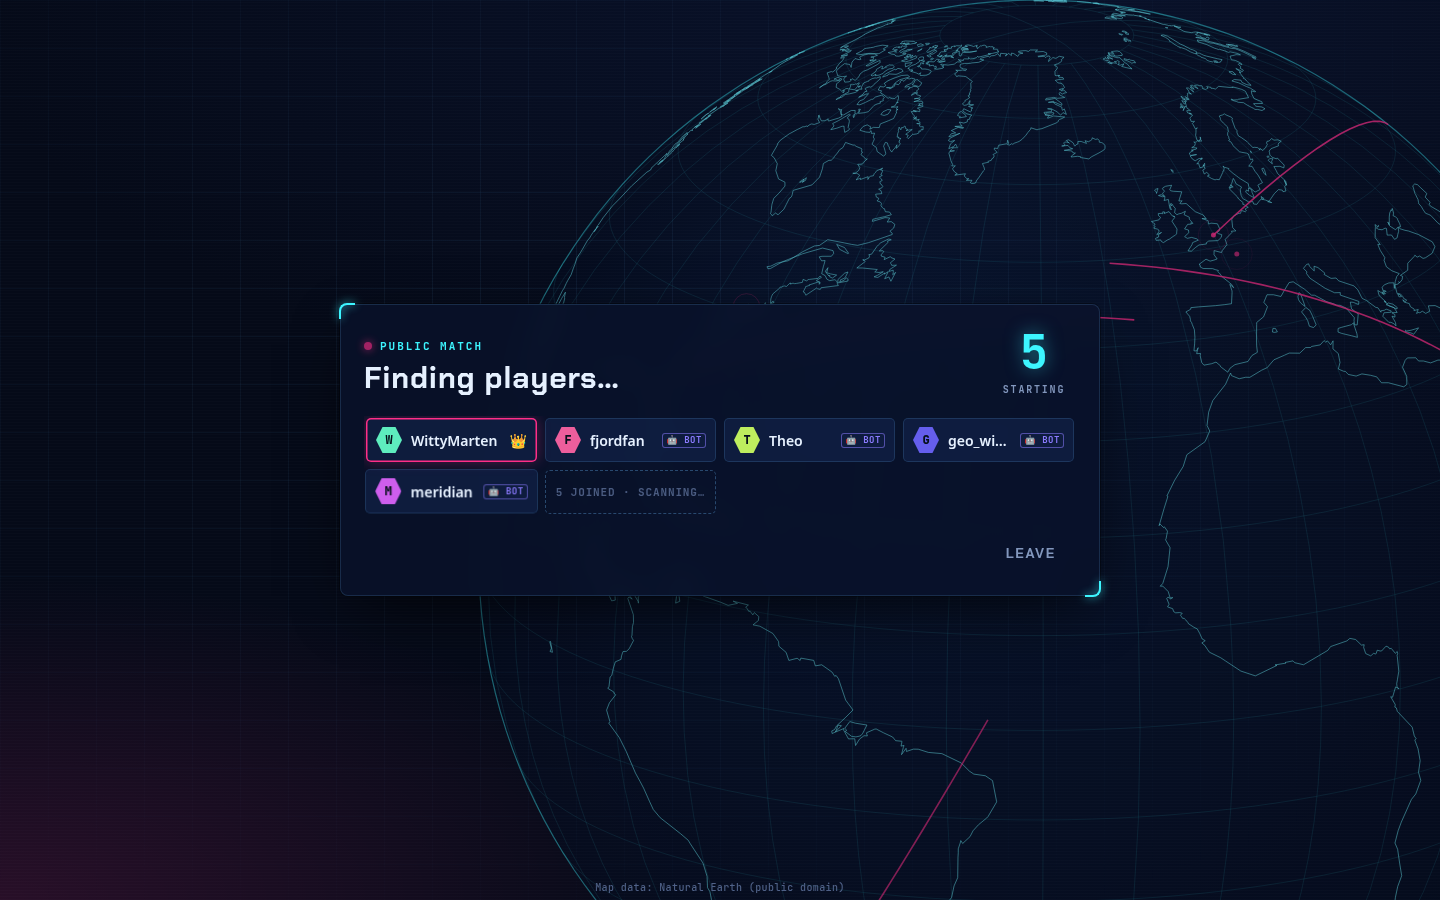 PUBLIC MATCH
Finding players...
5
STARTING
W WittyMarten
F fjordfan BOT
T Theo BOT
G geo_wi... BOT
M meridian BOT
5 JOINED · SCANNING…
LEAVE
Map data: Natural Earth (public domain)